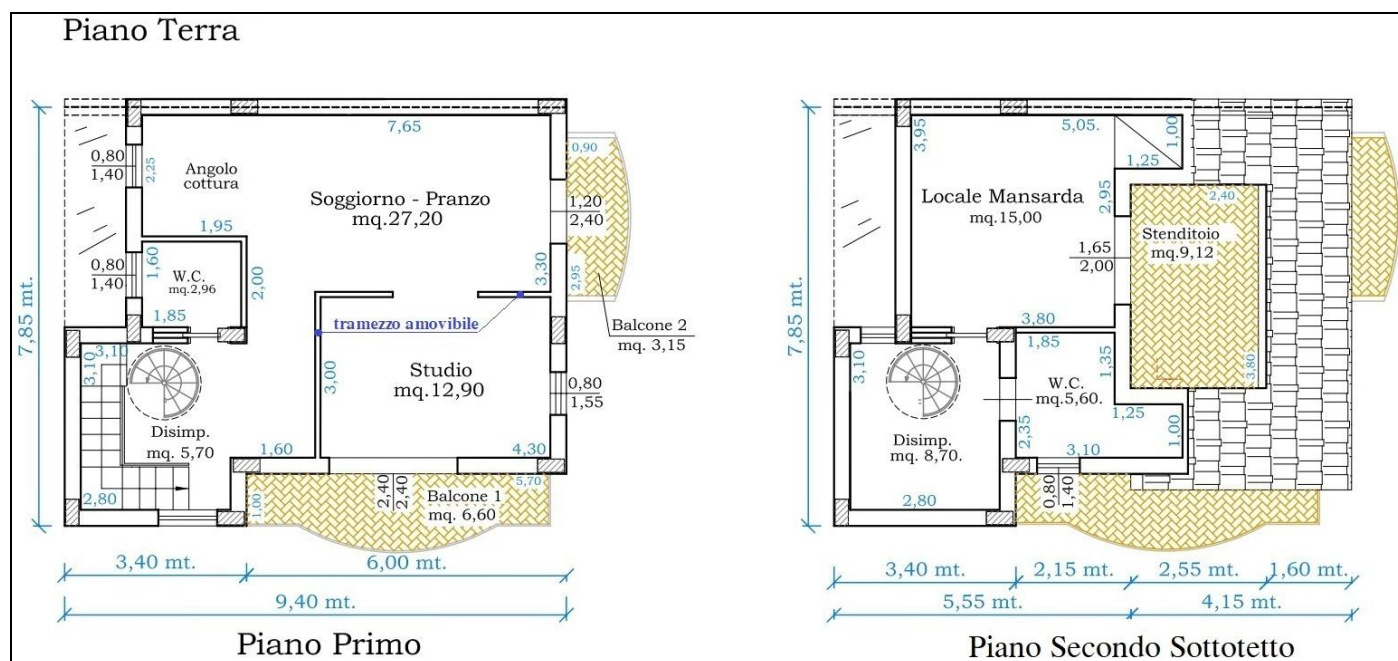 Piano Terra
7,65
0,90
0,80
1,40
2,25
Angolo
cottura
Soggiorno - Pranzo
mq.27,20
1,20
2,40
1,95
7,85 mt.
0,80
1,40
1,60
W.C.
mq.2,96
2,00
3,30
2,95
1,85
tramezzo amovibile
Balcone 2
mq. 3,15
3,10
3,10
3,00
Studio
mq.12,90
0,80
1,55
Disimp.
mq. 5,70
1,60
4,30
2,80
1,00
2,40
2,40
Balcone 1
mq. 6,60
5,70
3,40 mt.
6,00 mt.
9,40 mt.
Piano Primo
3,95
5,05.
1,00
1,25
Locale Mansarda
mq.15,00
2,95
2,40
Stenditoio
mq.9,12
1,65
2,00
7,85 mt.
3,80
1,85
3,10
1,35
3,80
W.C.
mq.5,60.
1,25
Disimp.
mq. 8,70.
2,35
3,10
1,00
2,80
0,80
1,40
3,40 mt.
2,15 mt.
2,55 mt.
1,60 mt.
5,55 mt.
4,15 mt.
Piano Secondo Sottotetto